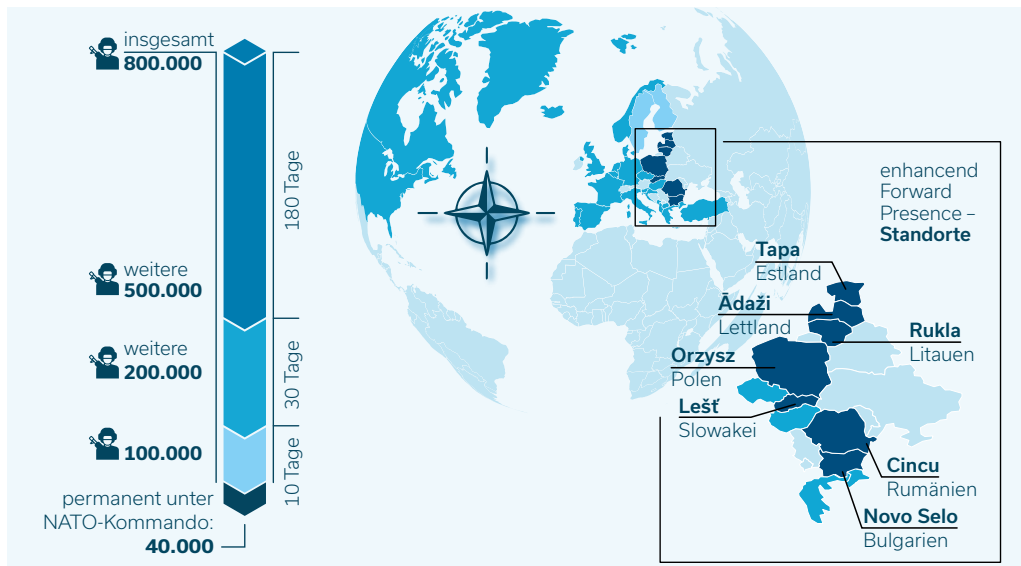 insgesamt
800.000
weitere
500.000
weitere
200.000
100.000
permanent unter
NATO-Kommando:
40.000
180 Tage
30 Tage
10 Tage
enhancend
Forward
Presence –
Standorte
Tapa
Estland
Ādaži
Lettland
Rukla
Litauen
Orzysz
Polen
Lešť
Slowakei
Cincu
Rumänien
Novo Selo
Bulgarien